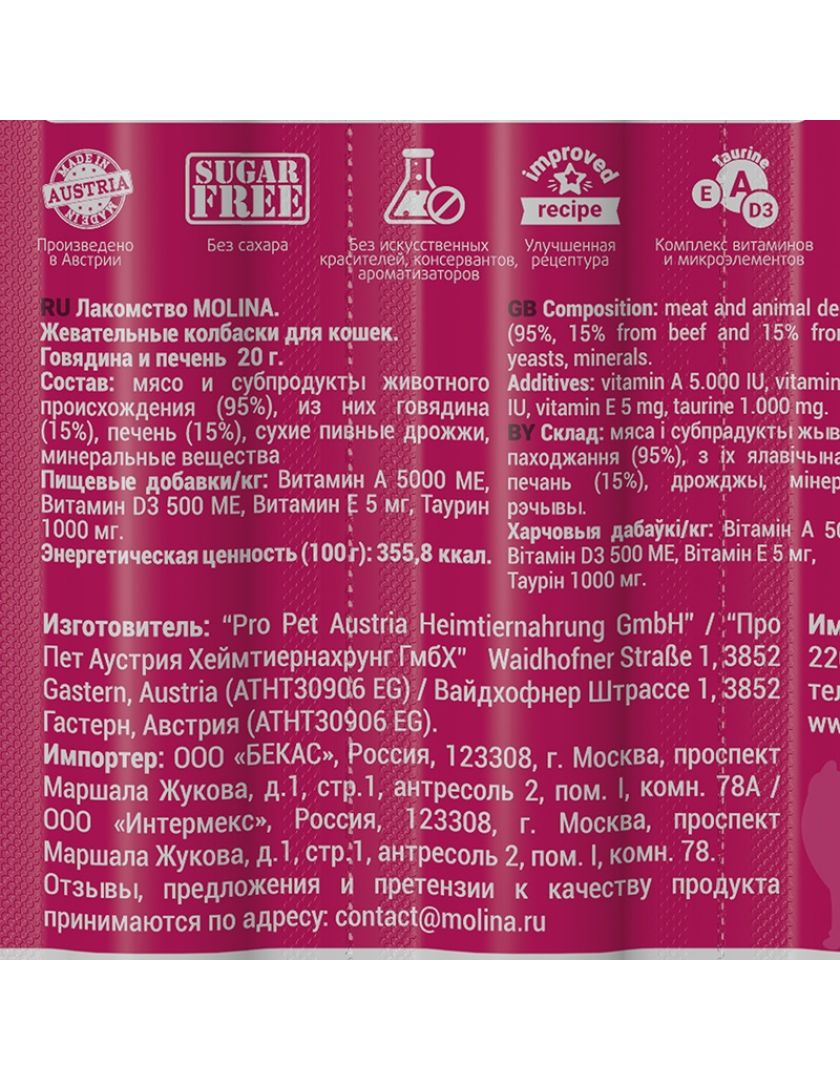 MADE IN
AUSTRIA
MADE IN
SUGAR
FREE
improved
recipe
Taurine
E
A
D3
Произведено
в Австрии
Без сахара
Без искусственных
красителей, консервантов,
ароматизаторов
Улучшенная
рецептура
Комплекс витаминов
и микроэлементов
RU Лакомство MOLINA.
Жевательные колбаски для кошек.
Говядина и печень 20 г.
Состав: мясо и субпродукты животного
происхождения (95%), из них говядина
(15%), печень (15%), сухие пивные дрожжи,
минеральные вещества
Пищевые добавки/кг: Витамин А 5000 МЕ,
Витамин D3 500 МЕ, Витамин Е 5 мг, Таурин
1000 мг.
Энергетическая ценность (100 г): 355,8 ккал.
GB Composition: meat and animal de
(95%, 15% from beef and 15% fro
yeasts, minerals.
Additives: vitamin A 5.000 IU, vitamin
IU, vitamin E 5 mg, taurine 1.000 mg.
BY Склад: мяса і субпрадукты жыв
паходжання (95%), з іх ялавічына
печань (15%), дрожджы, мінер
рэчывы.
Харчовыя дабаўкі/кг: Вітамін А 50
Вітамін D3 500 МЕ, Вітамін Е 5 мг,
Таурін 1000 мг.
Изготовитель: “Pro Pet Austria Heimtiernahrung GmbH” / “Про
Пет Аустрия Хеймтиернахрунг ГмбХ” Waidhofner Straße 1, 3852
Gastern, Austria (ATHT30906 EG) / Вайдхофнер Штрассе 1, 3852
Гастерн, Австрия (ATHT30906 EG).
Импортер: ООО «БЕКАС», Россия, 123308, г. Москва, проспект
Маршала Жукова, д.1, стр.1, антресоль 2, пом. I, комн. 78А /
ООО «Интермекс», Россия, 123308, г. Москва, проспект
Маршала Жукова, д.1, стр.1, антресоль 2, пом. I, комн. 78.
Отзывы, предложения и претензии к качеству продукта
принимаются по адресу: contact@molina.ru
Им
22
тел
ww